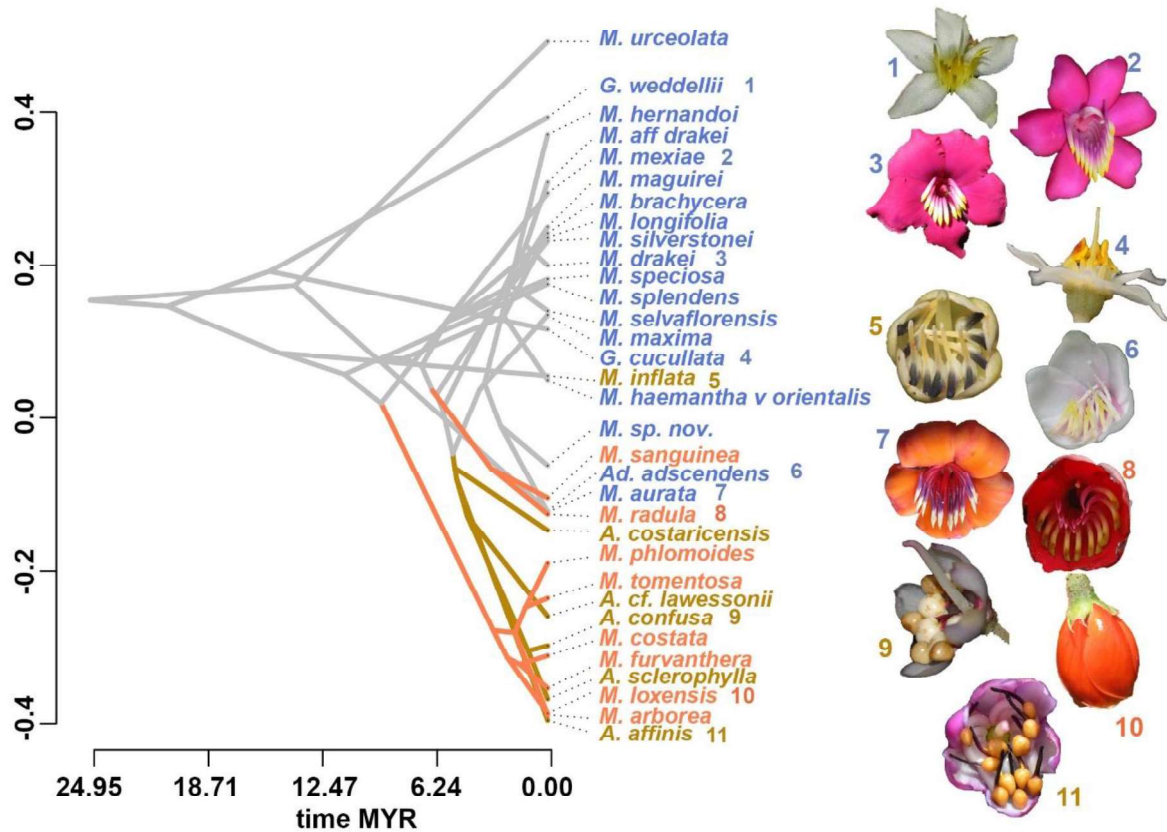 0.4
0.2
0.0
-0.2
-0.4
24.95 18.71 12.47 6.24 0.00
time MYR
M. urceolata
G. weddellii 1
M. hernandoi
M. aff drakei
M. mexiae 2
M. maguirei
M. brachycera
M. longifolia
M. silverstonei
M. drakei 3
M. speciosa
M. splendens
M. selvaflorensis
M. maxima
G. cucullata 4
M. inflata 5
M. haemantha v orientalis
M. sp. nov.
M. sanguinea
Ad. adscendens 6
M. aurata 7
M. radula 8
A. costaricensis
M. phlomoides
M. tomentosa
A. cf. lawessonii
A. confusa 9
M. costata
M. furvanthera
A. sclerophylla
M. loxensis 10
M. arborea
A. affinis 11
1
2
3
4
5
6
7
8
9
10
11